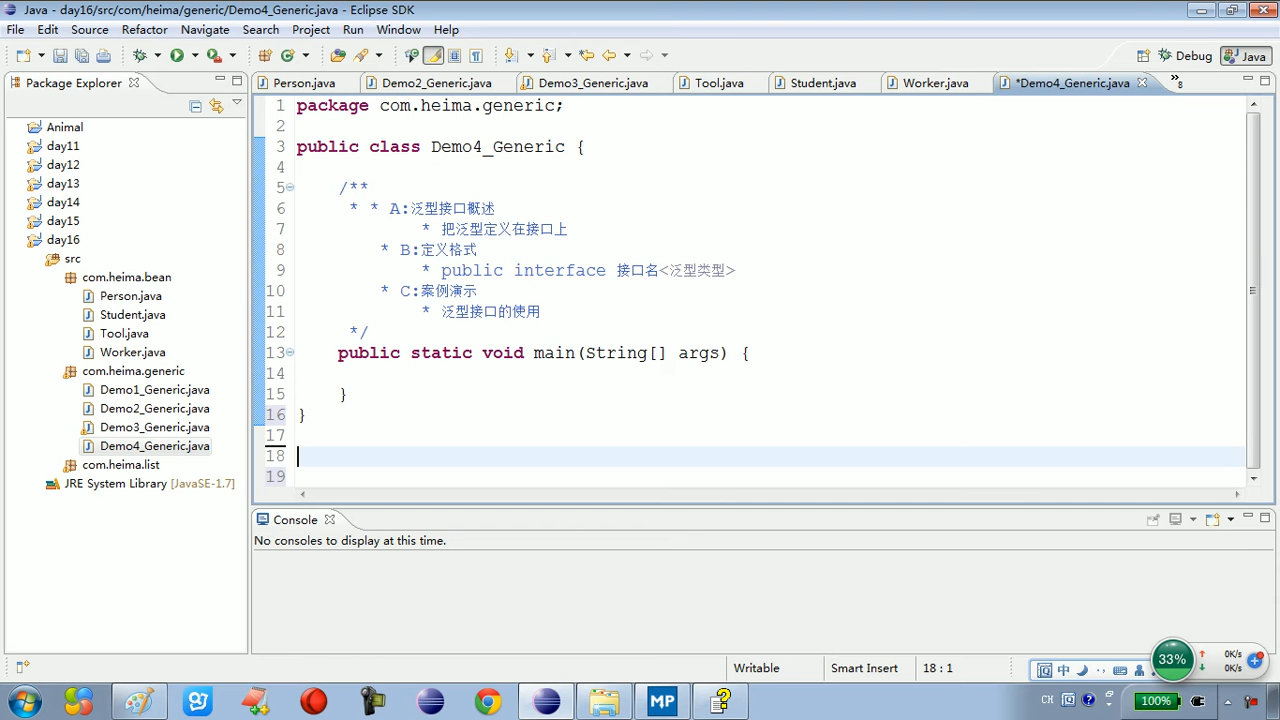 Java - day16/src/com/heima/generic/Demo4_Generic.java - Eclipse SDK
File Edit Source Refactor Navigate Search Project Run Window Help
Debug Java
Package Explorer
Person.java Demo2_Generic.java Demo3_Generic.java Tool.java Student.java Worker.java *Demo4_Generic.java »8
Animal
day11
day12
day13
day14
day15
day16
src
com.heima.bean
Person.java
Student.java
Tool.java
Worker.java
com.heima.generic
Demo1_Generic.java
Demo2_Generic.java
Demo3_Generic.java
Demo4_Generic.java
com.heima.list
JRE System Library [JavaSE-1.7]
1 package com.heima.generic;
2
3 public class Demo4_Generic {
4
5 /**
6 * * A:泛型接口概述
7 * 把泛型定义在接口上
8 * B:定义格式
9 * public interface 接口名<泛型类型>
10 * C:案例演示
11 * 泛型接口的使用
12 */
13 public static void main(String[] args) {
14
15 }
16 }
17
18
19
Console
No consoles to display at this time.
Writable Smart Insert 18 : 1
中
33% 0K/s
0K/s
MP
CH 100%